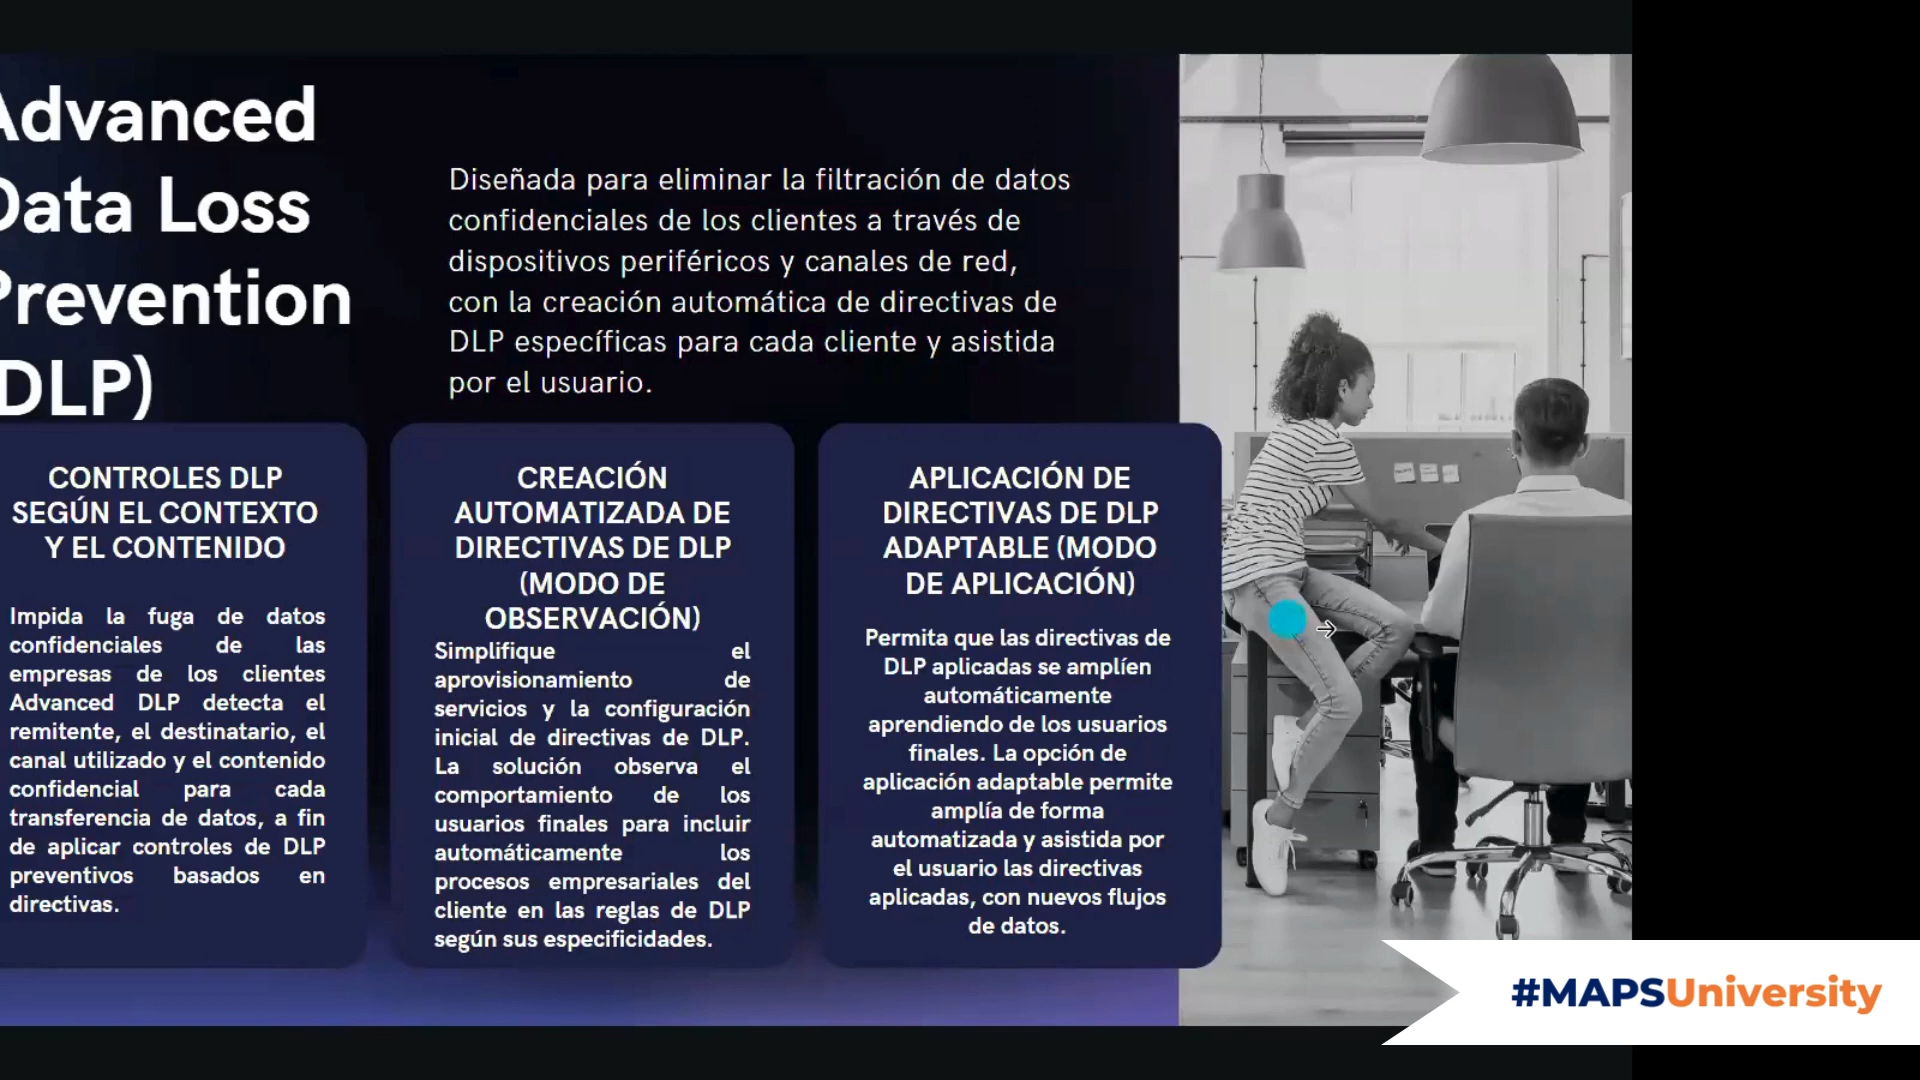 Advanced
Data Loss
Prevention
(DLP)
Diseñada para eliminar la filtración de datos
confidenciales de los clientes a través de
dispositivos periféricos y canales de red,
con la creación automática de directivas de
DLP específicas para cada cliente y asistida
por el usuario.
CONTROLES DLP
SEGÚN EL CONTEXTO
Y EL CONTENIDO
Impida la fuga de datos
confidenciales de las
empresas de los clientes
Advanced DLP detecta el
remitente, el destinatario, el
canal utilizado y el contenido
confidencial para cada
transferencia de datos, a fin
de aplicar controles de DLP
preventivos basados en
directivas.
CREACIÓN
AUTOMATIZADA DE
DIRECTIVAS DE DLP
(MODO DE
OBSERVACIÓN)
Simplifique el
aprovisionamiento de
servicios y la configuración
inicial de directivas de DLP.
La solución observa el
comportamiento de los
usuarios finales para incluir
automáticamente los
procesos empresariales del
cliente en las reglas de DLP
según sus especificidades.
APLICACIÓN DE
DIRECTIVAS DE DLP
ADAPTABLE (MODO
DE APLICACIÓN)
Permita que las directivas de
DLP aplicadas se amplíen
automáticamente
aprendiendo de los usuarios
finales. La opción de
aplicación adaptable permite
amplía de forma
automatizada y asistida por
el usuario las directivas
aplicadas, con nuevos flujos
de datos.
#MAPSUniversity